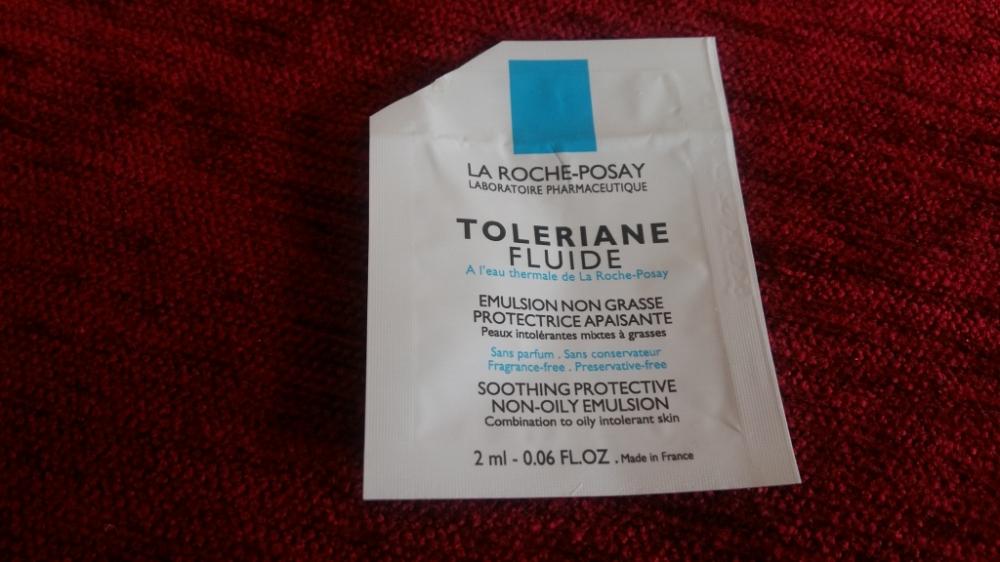 LA ROCHE-POSAY
LABORATOIRE PHARMACEUTIQUE
TOLERIANE
FLUIDE
A l'eau thermale de La Roche-Posay
EMULSION NON GRASSE
PROTECTRICE APAISANTE
Peaux intolérantes mixtes à grasses
Sans parfum . Sans conservateur
Fragrance-free . Preservative-free
SOOTHING PROTECTIVE
NON-OILY EMULSION
Combination to oily intolerant skin
2 ml - 0.06 FL.OZ . Made in France